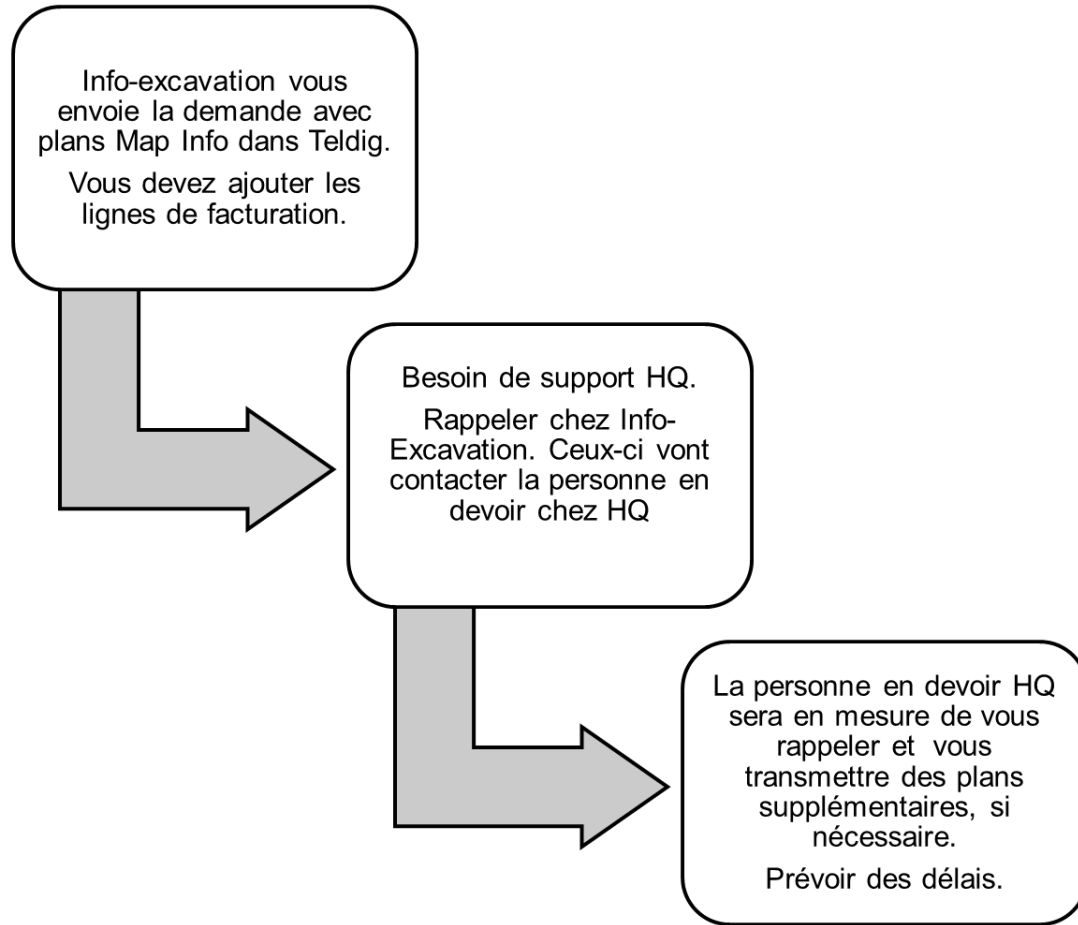 Info-excavation vous
envoie la demande avec
plans Map Info dans Teldig.
Vous devez ajouter les
lignes de facturation.
Besoin de support HQ.
Rappeler chez Info-
Excavation. Ceux-ci vont
contacter la personne en
devoir chez HQ
La personne en devoir HQ
sera en mesure de vous
rappeler et vous
transmettre des plans
supplémentaires, si
nécessaire.
Prévoir des délais.